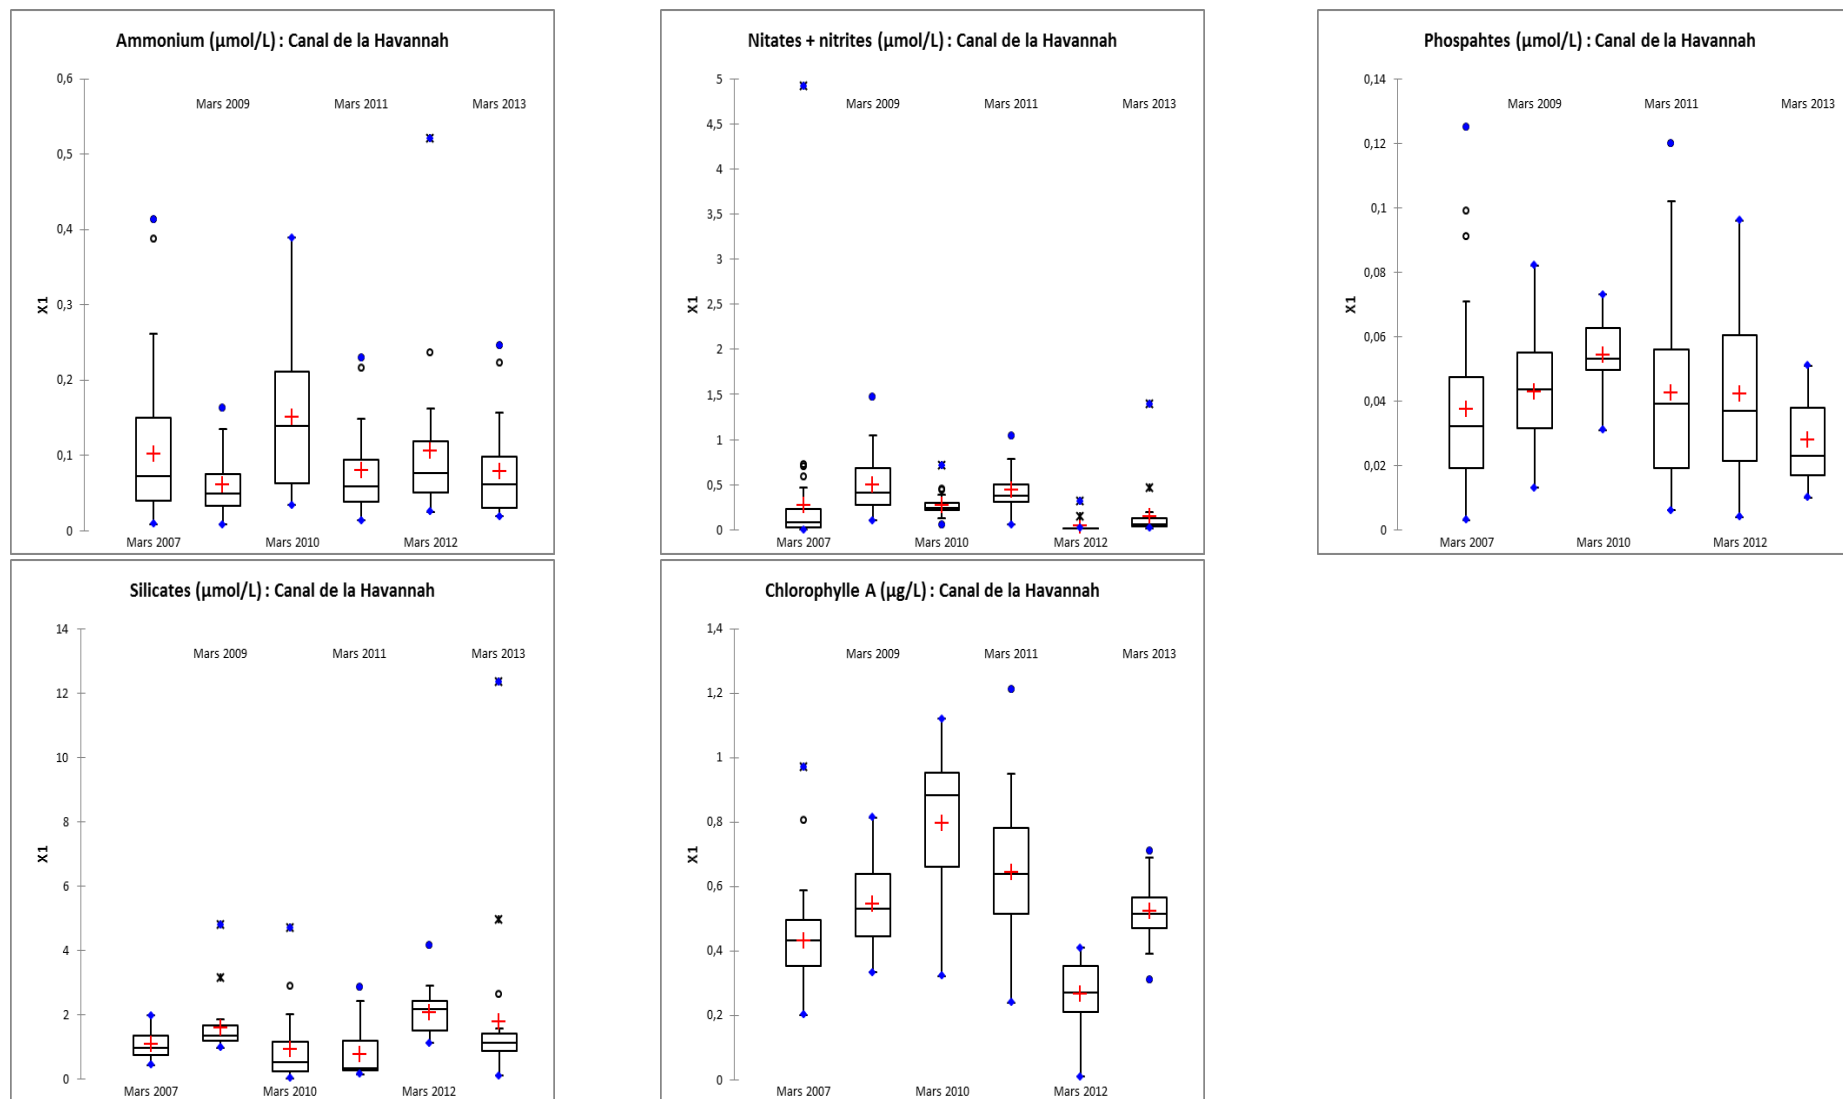 Ammonium (µmol/L) : Canal de la Havannah
0,6
Mars 2009
Mars 2011
Mars 2013
0,5
0,4
0,3
X1
0,2
0,1
0
Mars 2007
Mars 2010
Mars 2012
Nitates + nitrites (µmol/L) : Canal de la Havannah
5
Mars 2009
Mars 2011
Mars 2013
4,5
4
3,5
3
2,5
X1
2
1,5
1
0,5
0
Mars 2007
Mars 2010
Mars 2012
Phospahtes (µmol/L) : Canal de la Havannah
0,14
Mars 2009
Mars 2011
Mars 2013
0,12
0,1
0,08
X1
0,06
0,04
0,02
0
Mars 2007
Mars 2010
Mars 2012
Silicates (µmol/L) : Canal de la Havannah
14
Mars 2009
Mars 2011
Mars 2013
12
10
8
X1
6
4
2
0
Mars 2007
Mars 2010
Mars 2012
Chlorophylle A (µg/L) : Canal de la Havannah
1,4
Mars 2009
Mars 2011
Mars 2013
1,2
1
0,8
X1
0,6
0,4
0,2
0
Mars 2007
Mars 2010
Mars 2012